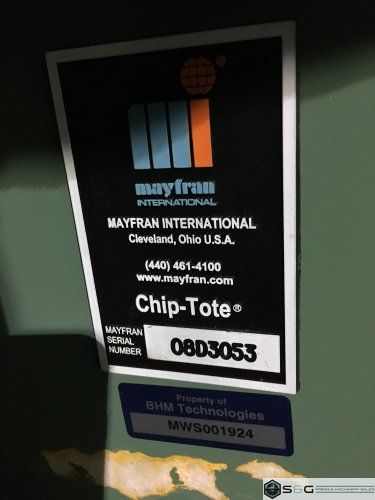 mayfran
INTERNATIONAL
MAYFRAN INTERNATIONAL
Cleveland, Ohio U.S.A.
(440) 461-4100
www.mayfran.com
Chip-Tote®
MAYFRAN
SERIAL
NUMBER
08D3053
Property of
BHM Technologies
MWS001924
S&G
PRESS & MACHINERY SALES